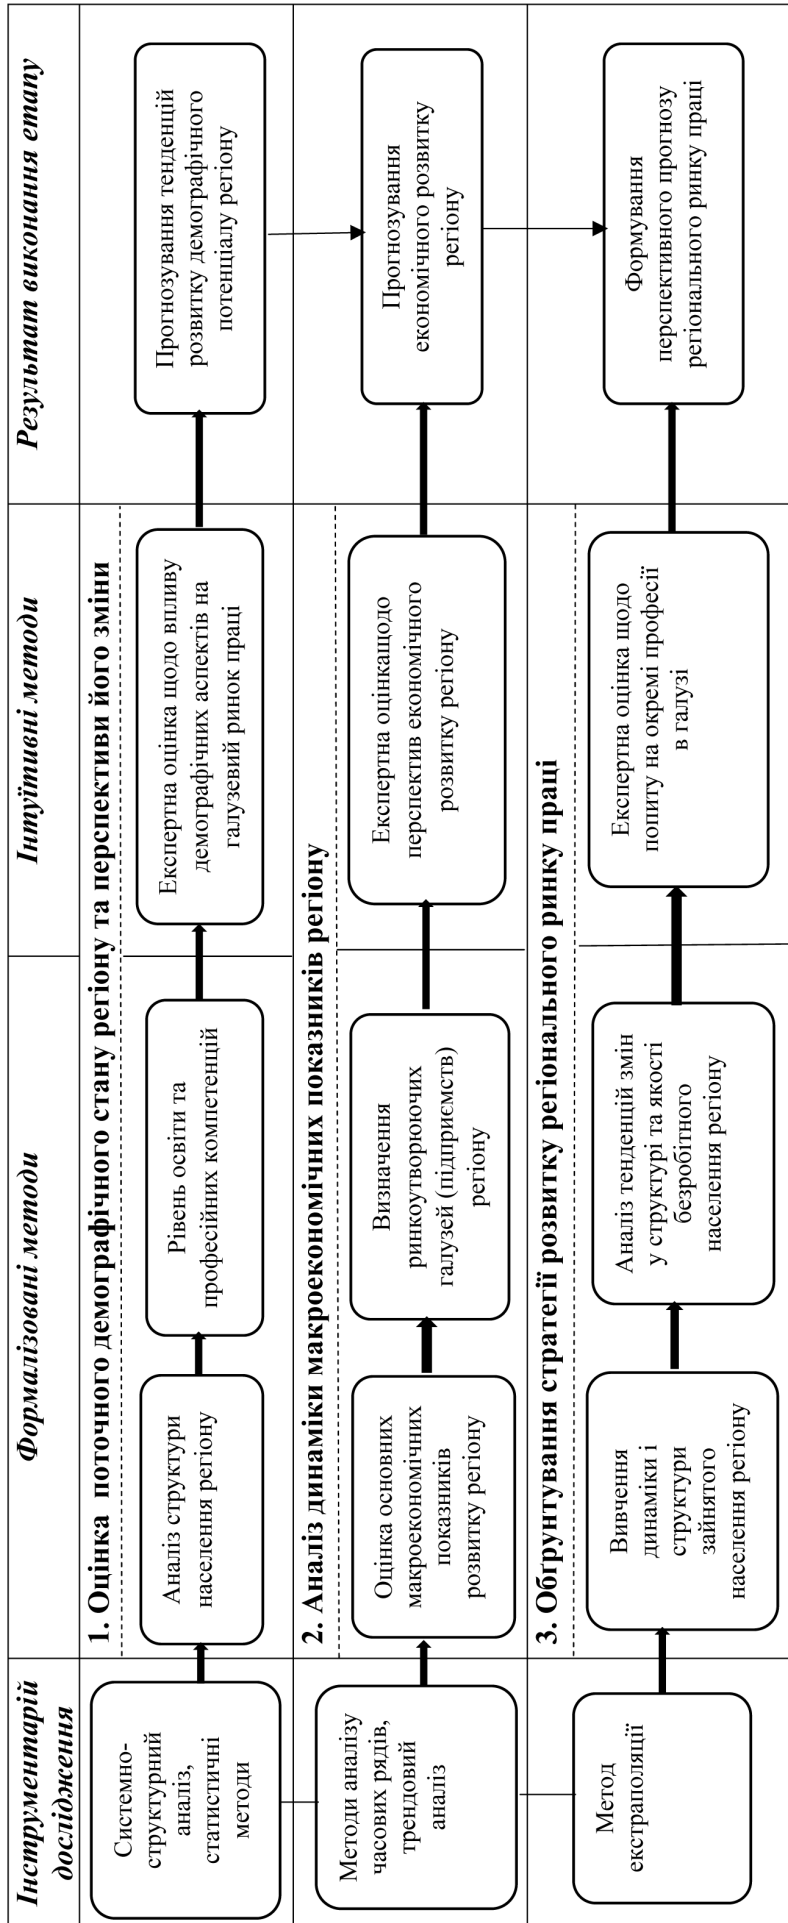 Інструментарій
дослідження
Формалізовані методи
Інтуїтивні методи
Результат виконання етапу
1. Оцінка поточного демографічного стану регіону та перспективи його зміни
Системно-
структурний
аналіз,
статистичні
методи
Аналіз структури
населення регіону
Рівень освіти та
професійних компетенцій
Експертна оцінка щодо впливу
демографічних аспектів на
галузевий ринок праці
Прогнозування тенденцій
розвитку демографічного
потенціалу регіону
2. Аналіз динаміки макроекономічних показників регіону
Методи аналізу
часових рядів,
трендовий
аналіз
Оцінка основних
макроекономічних
показників
розвитку регіону
Визначення
ринкоутворюючих
галузей (підприємств)
регіону
Експертна оцінкащодо
перспектив економічного
розвитку регіону
Прогнозування
економічного розвитку
регіону
3. Обґрунтування стратегії розвитку регіонального ринку праці
Метод
екстраполяції
Вивчення
динаміки і
структури
зайнятого
населення регіону
Аналіз тенденцій змін
у структурі та якості
безробітного
населення регіону
Експертна оцінка щодо
попиту на окремі професії
в галузі
Формування
перспективного прогнозу
регіонального ринку праці